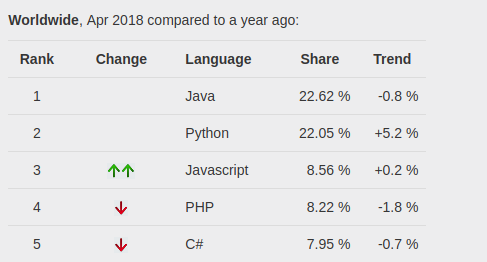 Worldwide, Apr 2018 compared to a year ago:
Rank Change Language Share Trend
1 Java 22.62 % -0.8 %
2 Python 22.05 % +5.2 %
3 Javascript 8.56 % +0.2 %
4 PHP 8.22 % -1.8 %
5 C# 7.95 % -0.7 %